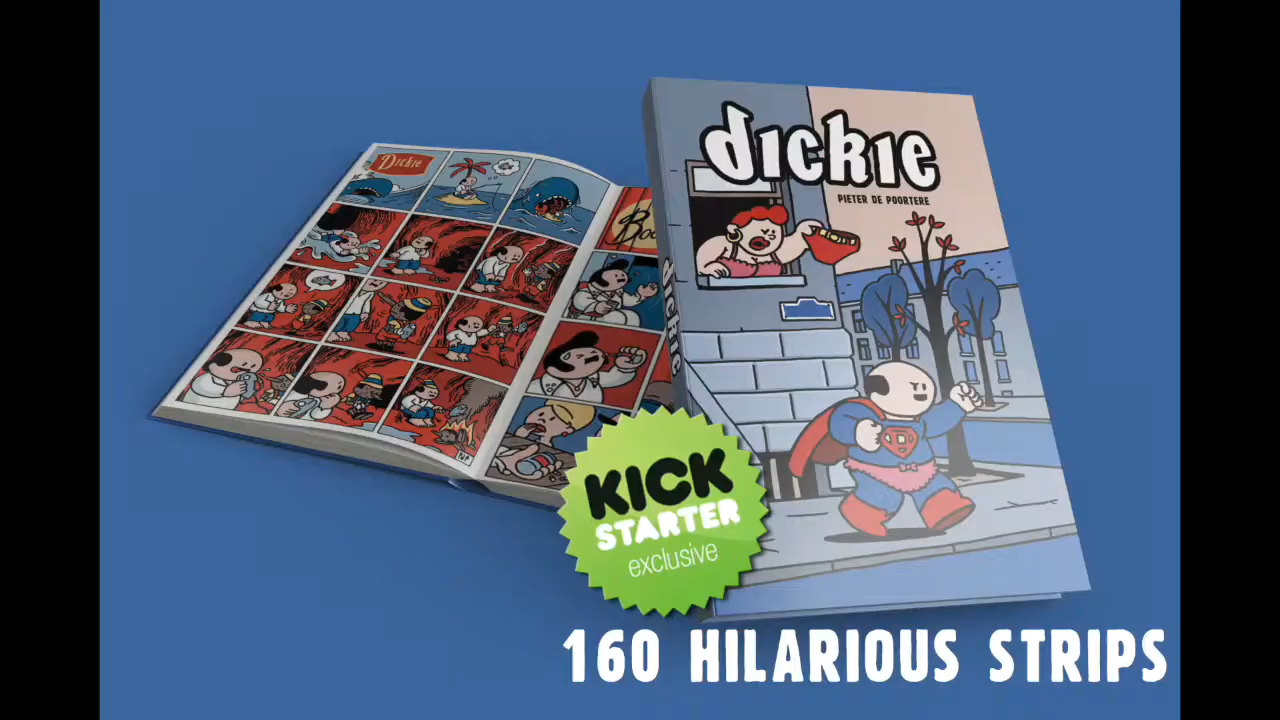 dickie
PIETER DE POORTERE
Dickie
dickie
KICK
STARTER
exclusive
160 HILARIOUS STRIPS